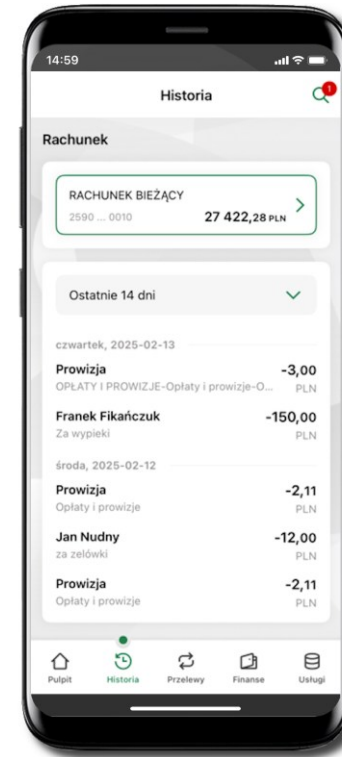 14:59
Historia
1
Rachunek
RACHUNEK BIEŻĄCY
2590 ... 0010 27 422,28 PLN
Ostatnie 14 dni
czwartek, 2025-02-13
Prowizja -3,00
OPŁATY I PROWIZJE-Opłaty i prowizje-O... PLN
Franek Fikańczuk -150,00
Za wypieki PLN
środa, 2025-02-12
Prowizja -2,11
Opłaty i prowizje PLN
Jan Nudny -12,00
za zelówki PLN
Prowizja -2,11
Opłaty i prowizje PLN
Pulpit Historia Przelewy Finanse Usługi